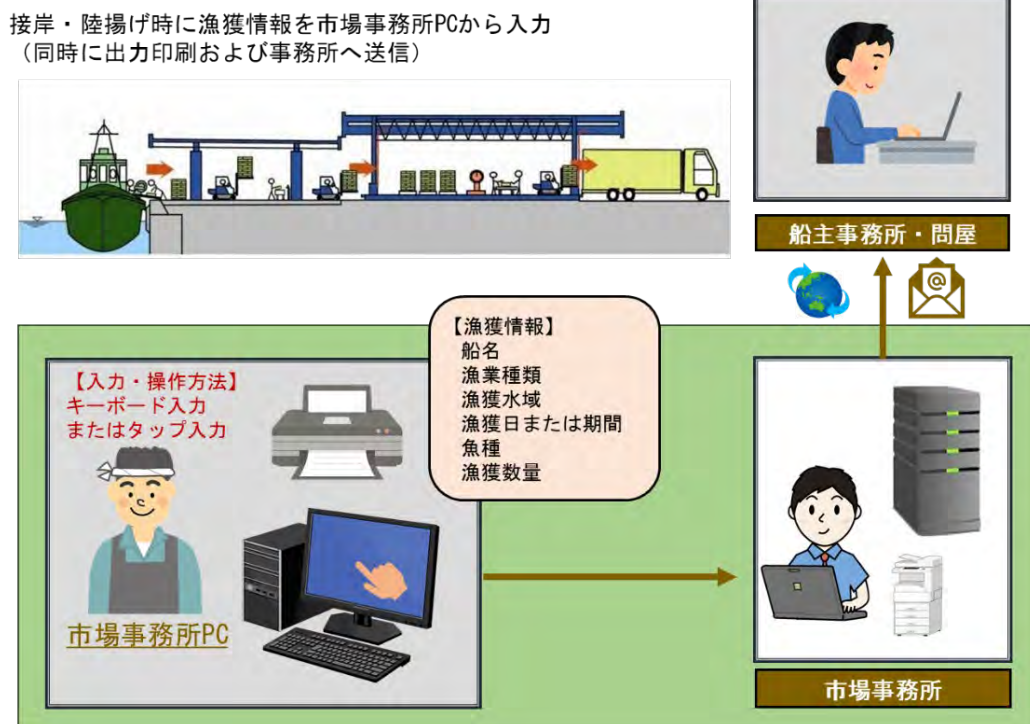 接岸・陸揚げ時に漁獲情報を市場事務所PCから入力
（同時に出力印刷および事務所へ送信）
船主事務所・問屋
@
【漁獲情報】
船名
漁業種類
漁獲水域
漁獲日または期間
魚種
漁獲数量
【入力・操作方法】
キーボード入力
またはタップ入力
市場事務所PC
市場事務所